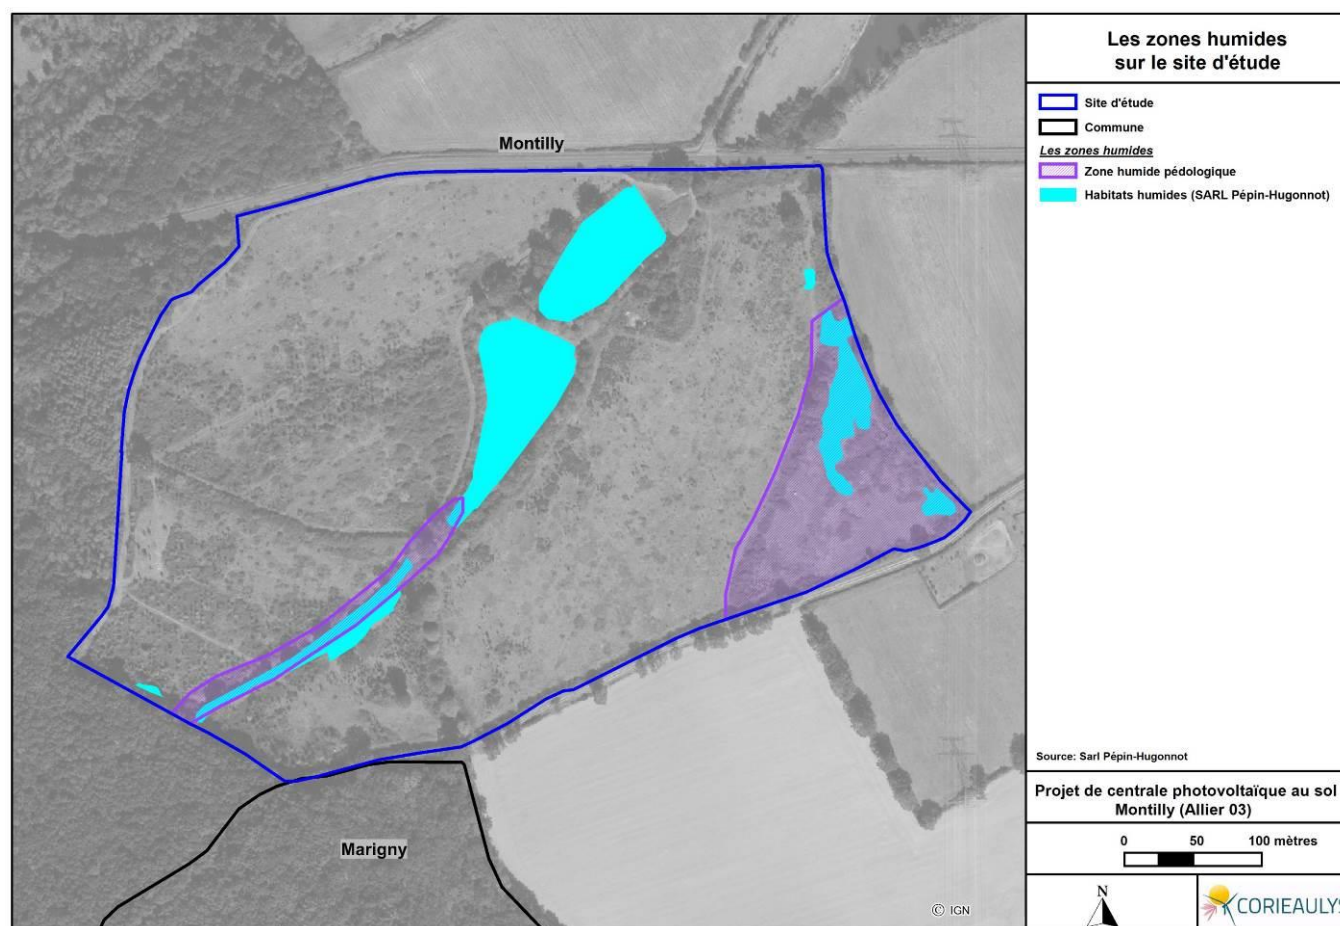 Les zones humides
sur le site d'étude
Site d'étude
Commune
Les zones humides
Zone humide pédologique
Habitats humides (SARL Pépin-Hugonnot)
Montilly
Marigny
© IGN
Source: Sarl Pépin-Hugonnot
Projet de centrale photovoltaïque au sol
Montilly (Allier 03)
0 50 100 mètres
N
CORIEAULYS